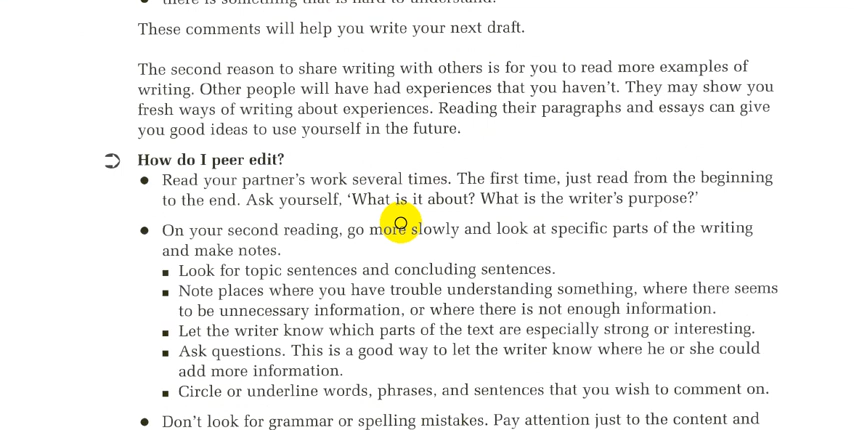 there is something that is hard to understand.
These comments will help you write your next draft.
The second reason to share writing with others is for you to read more examples of
writing. Other people will have had experiences that you haven't. They may show you
fresh ways of writing about experiences. Reading their paragraphs and essays can give
you good ideas to use yourself in the future.
How do I peer edit?
• Read your partner's work several times. The first time, just read from the beginning
to the end. Ask yourself, 'What is it about? What is the writer's purpose?'
• On your second reading, go more slowly and look at specific parts of the writing
and make notes.
▪ Look for topic sentences and concluding sentences.
▪ Note places where you have trouble understanding something, where there seems
to be unnecessary information, or where there is not enough information.
▪ Let the writer know which parts of the text are especially strong or interesting.
▪ Ask questions. This is a good way to let the writer know where he or she could
add more information.
▪ Circle or underline words, phrases, and sentences that you wish to comment on.
• Don't look for grammar or spelling mistakes. Pay attention just to the content and